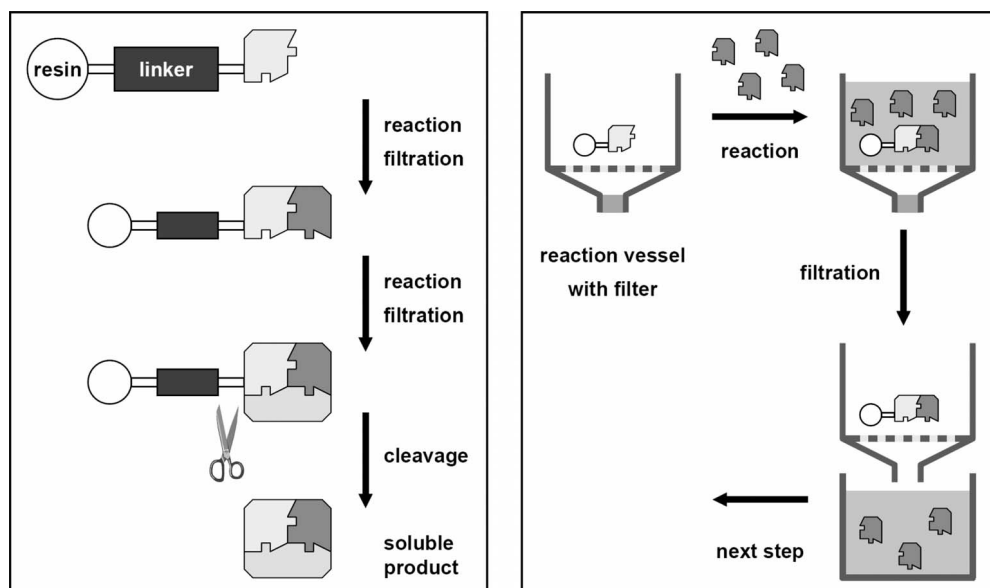 resin
linker
reaction
filtration
reaction
filtration
cleavage
soluble
product
reaction
reaction vessel
with filter
filtration
next step